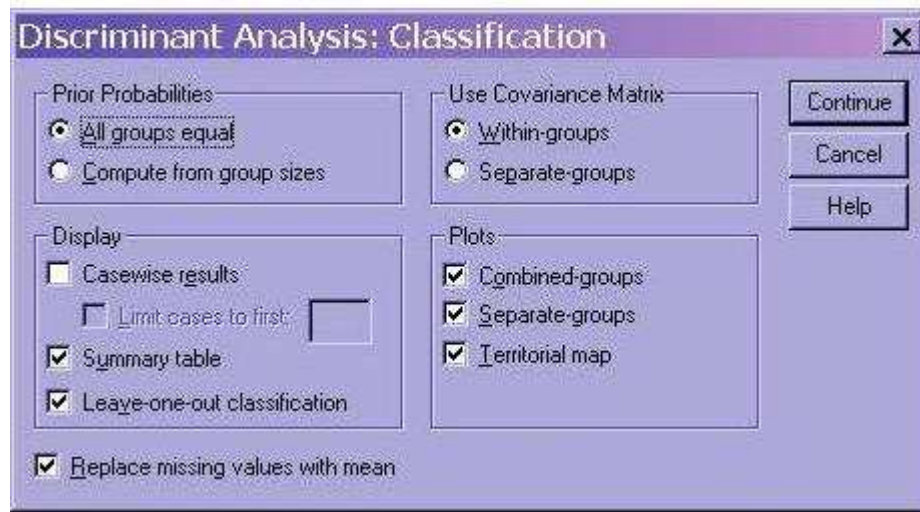 Discriminant Analysis: Classification
Prior Probabilities
All groups equal
Compute from group sizes
Use Covariance Matrix
Within-groups
Separate-groups
Continue
Cancel
Help
Display
Casewise results
Limit cases to first:
Summary table
Leave-one-out classification
Plots
Combined-groups
Separate-groups
Territorial map
Replace missing values with mean